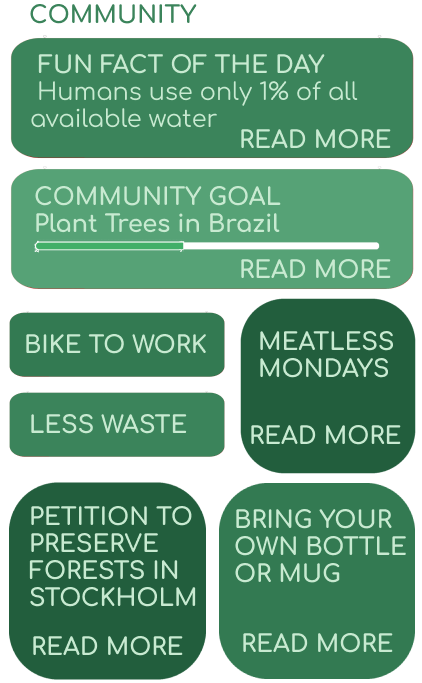 COMMUNITY
FUN FACT OF THE DAY
Humans use only 1% of all
available water
READ MORE
COMMUNITY GOAL
Plant Trees in Brazil
READ MORE
BIKE TO WORK
LESS WASTE
MEATLESS
MONDAYS
READ MORE
PETITION TO
PRESERVE
FORESTS IN
STOCKHOLM
READ MORE
BRING YOUR
OWN BOTTLE
OR MUG
READ MORE